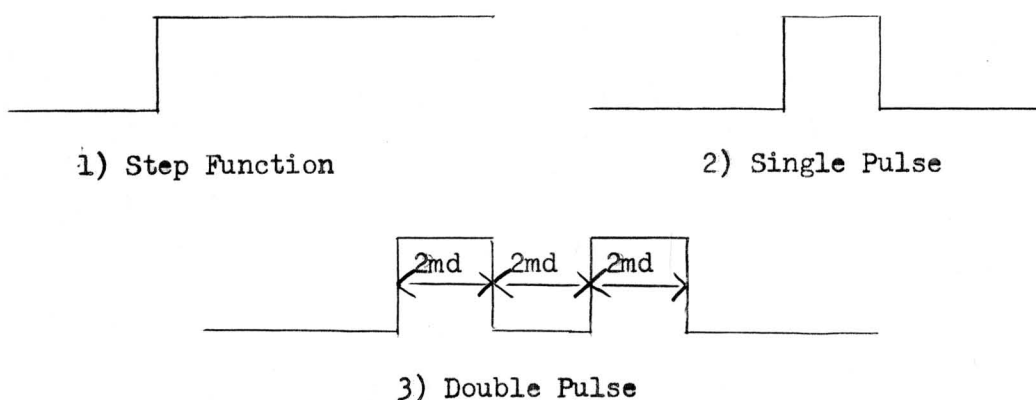 1) Step Function
2) Single Pulse
2md 2md 2md
3) Double Pulse